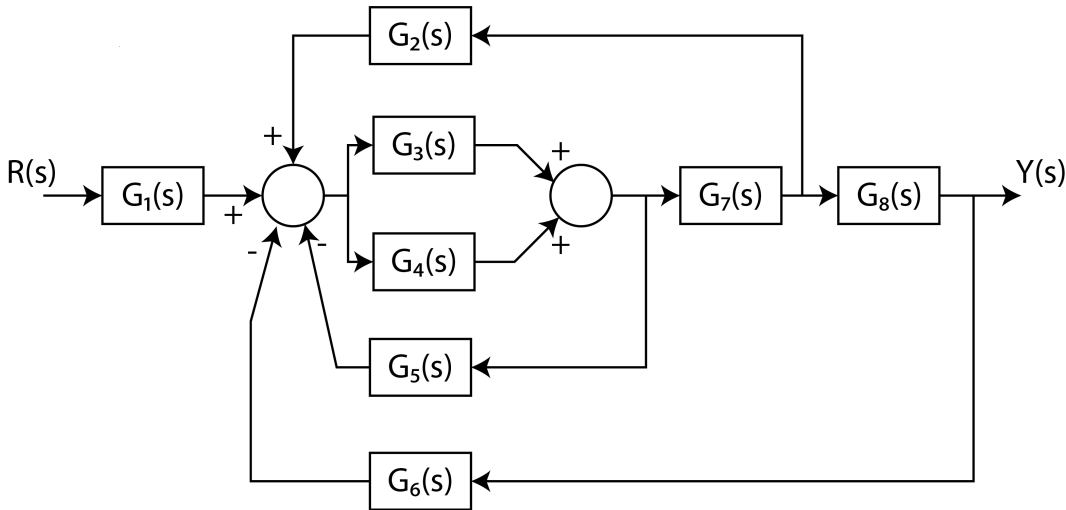 G₂(s)
+
R(s)
G₁(s)
+
G₃(s)
+
G₄(s)
+
G₇(s)
G₈(s)
Y(s)
-
-
G₅(s)
G₆(s)